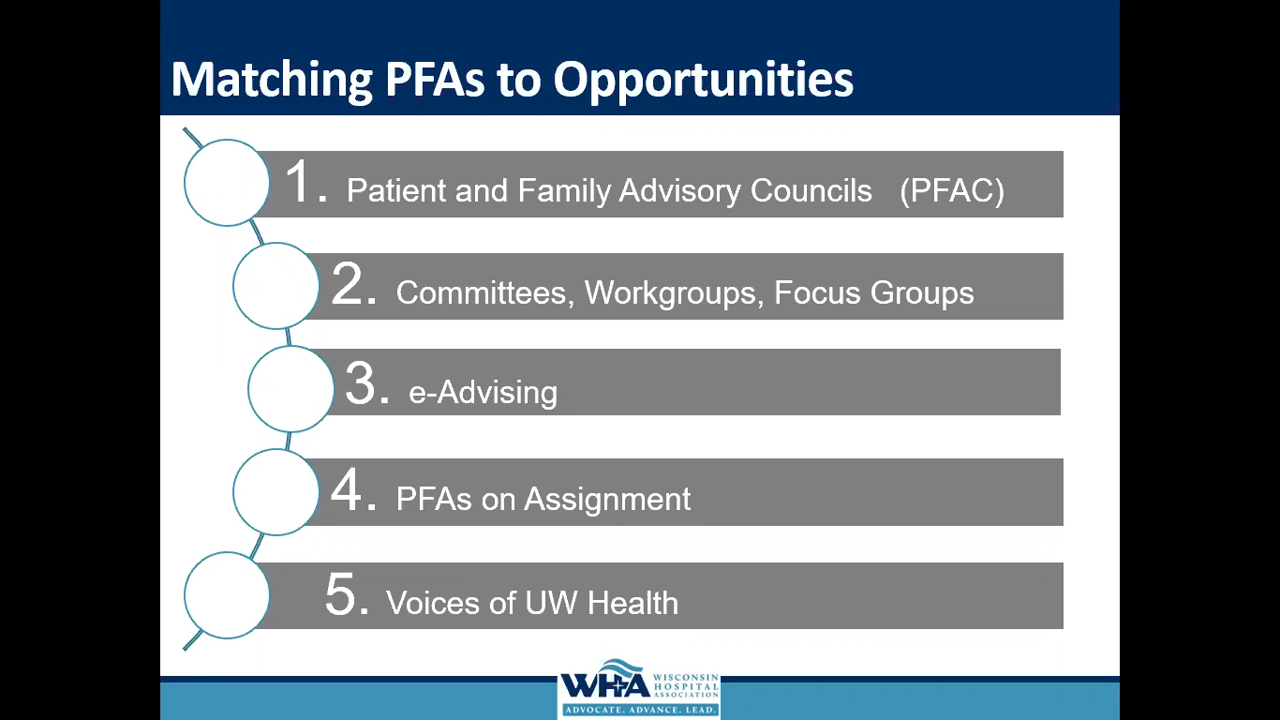 Matching PFAs to Opportunities
1. Patient and Family Advisory Councils (PFAC)
2. Committees, Workgroups, Focus Groups
3. e-Advising
4. PFAs on Assignment
5. Voices of UW Health
WHA WISCONSIN
HOSPITAL
ASSOCIATION
ADVOCATE. ADVANCE. LEAD.